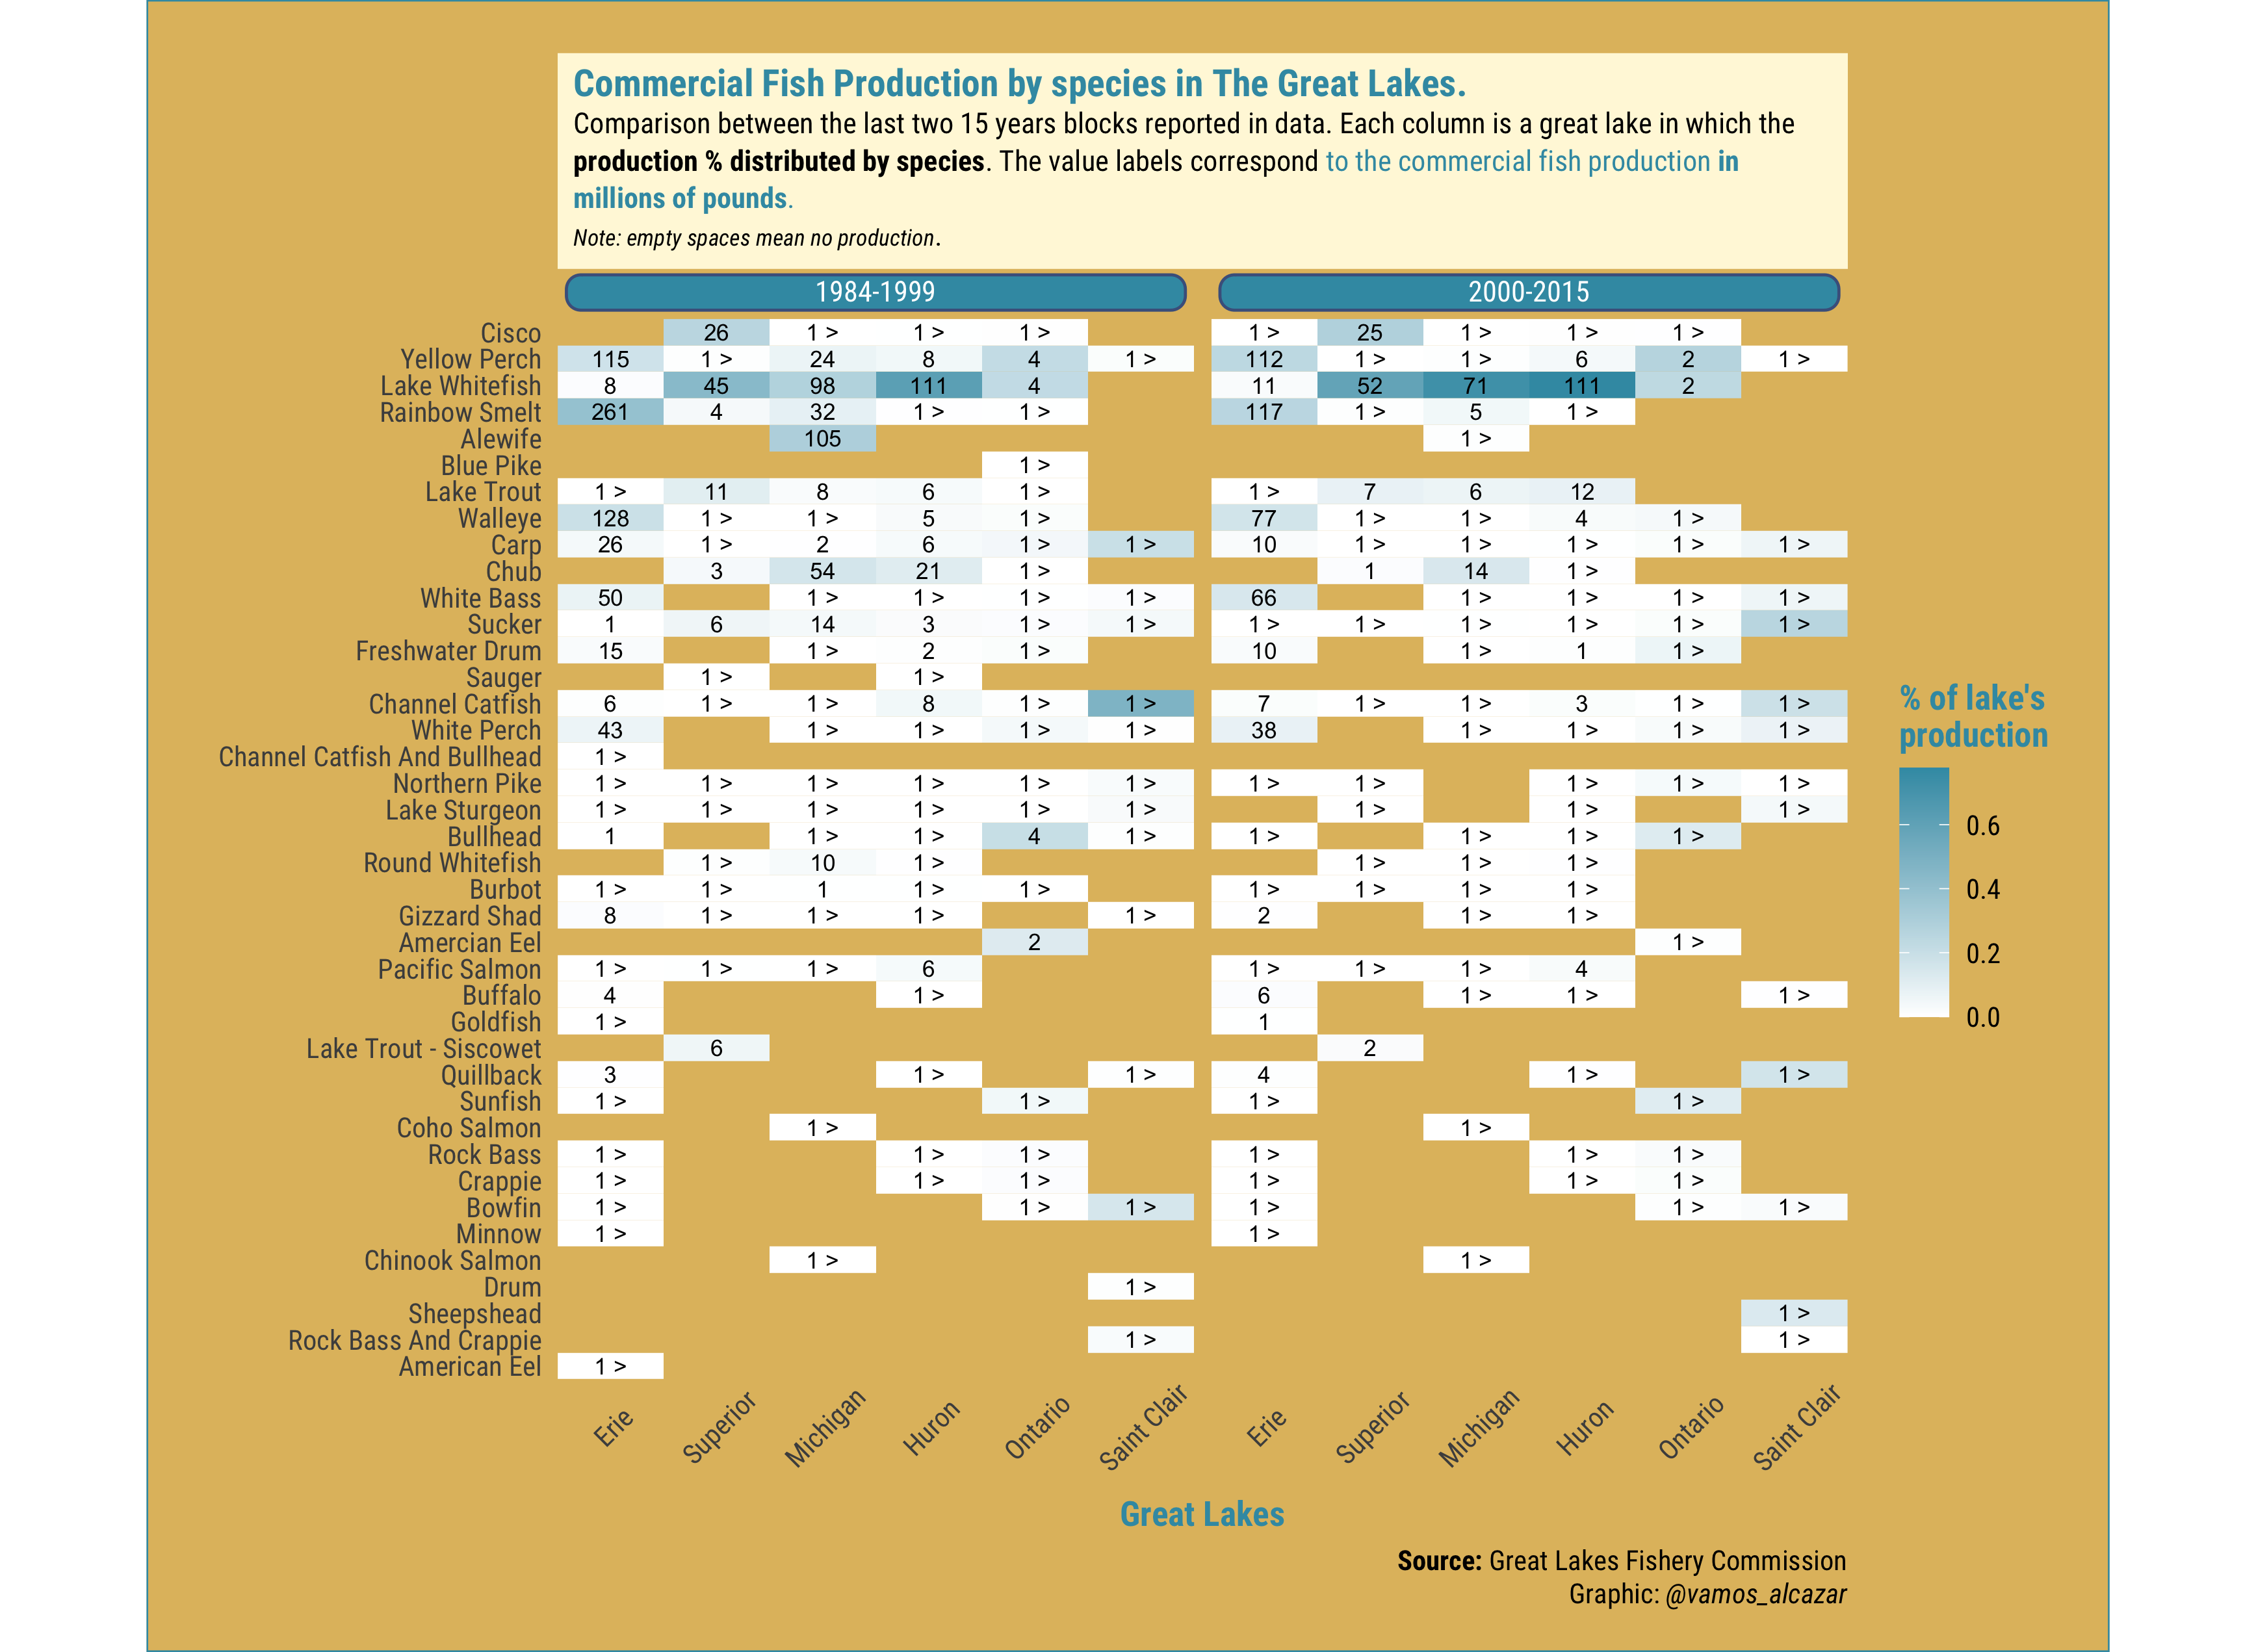 Commercial Fish Production by species in The Great Lakes.
Comparison between the last two 15 years blocks reported in data. Each column is a great lake in which the
production % distributed by species. The value labels correspond to the commercial fish production in
millions of pounds.
Note: empty spaces mean no production.
1984-1999 2000-2015
Cisco 26 1 > 1 > 1 > 1 > 25 1 > 1 > 1 >
Yellow Perch 115 1 > 24 8 4 1 > 112 1 > 1 > 6 2 1 >
Lake Whitefish 8 45 98 111 4 11 52 71 111 2
Rainbow Smelt 261 4 32 1 > 1 > 117 1 > 5 1 >
Alewife 105 1 >
Blue Pike 1 >
Lake Trout 1 > 11 8 6 1 > 1 > 7 6 12
Walleye 128 1 > 1 > 5 1 > 77 1 > 1 > 4 1 >
Carp 26 1 > 2 6 1 > 1 > 10 1 > 1 > 1 > 1 > 1 >
Chub 3 54 21 1 > 1 14 1 >
White Bass 50 1 > 1 > 1 > 1 > 66 1 > 1 > 1 > 1 >
Sucker 1 6 14 3 1 > 1 > 1 > 1 > 1 > 1 > 1 > 1 >
Freshwater Drum 15 1 > 2 1 > 10 1 > 1 1 >
Sauger 1 > 1 >
Channel Catfish 6 1 > 1 > 8 1 > 1 > 7 1 > 1 > 3 1 > 1 >
White Perch 43 1 > 1 > 1 > 1 > 38 1 > 1 > 1 > 1 >
Channel Catfish And Bullhead 1 >
Northern Pike 1 > 1 > 1 > 1 > 1 > 1 > 1 > 1 > 1 > 1 > 1 >
Lake Sturgeon 1 > 1 > 1 > 1 > 1 > 1 > 1 > 1 > 1 >
Bullhead 1 1 > 1 > 4 1 > 1 > 1 > 1 > 1 >
Round Whitefish 1 > 10 1 > 1 > 1 > 1 >
Burbot 1 > 1 > 1 1 > 1 > 1 > 1 > 1 > 1 >
Gizzard Shad 8 1 > 1 > 1 > 1 > 2 1 > 1 >
Amercian Eel 2 1 >
Pacific Salmon 1 > 1 > 1 > 6 1 > 1 > 1 > 4
Buffalo 4 1 > 6 1 > 1 > 1 >
Goldfish 1 > 1
Lake Trout - Siscowet 6 2
Quillback 3 1 > 1 > 4 1 > 1 >
Sunfish 1 > 1 > 1 > 1 >
Coho Salmon 1 > 1 >
Rock Bass 1 > 1 > 1 > 1 > 1 > 1 >
Crappie 1 > 1 > 1 > 1 > 1 > 1 >
Bowfin 1 > 1 > 1 > 1 > 1 > 1 >
Minnow 1 > 1 >
Chinook Salmon 1 > 1 >
Drum 1 >
Sheepshead 1 >
Rock Bass And Crappie 1 > 1 >
American Eel 1 >
Erie Superior Michigan Huron Ontario Saint Clair Erie Superior Michigan Huron Ontario Saint Clair
Great Lakes
% of lake's
production
0.6
0.4
0.2
0.0
Source: Great Lakes Fishery Commission
Graphic: @vamos_alcazar